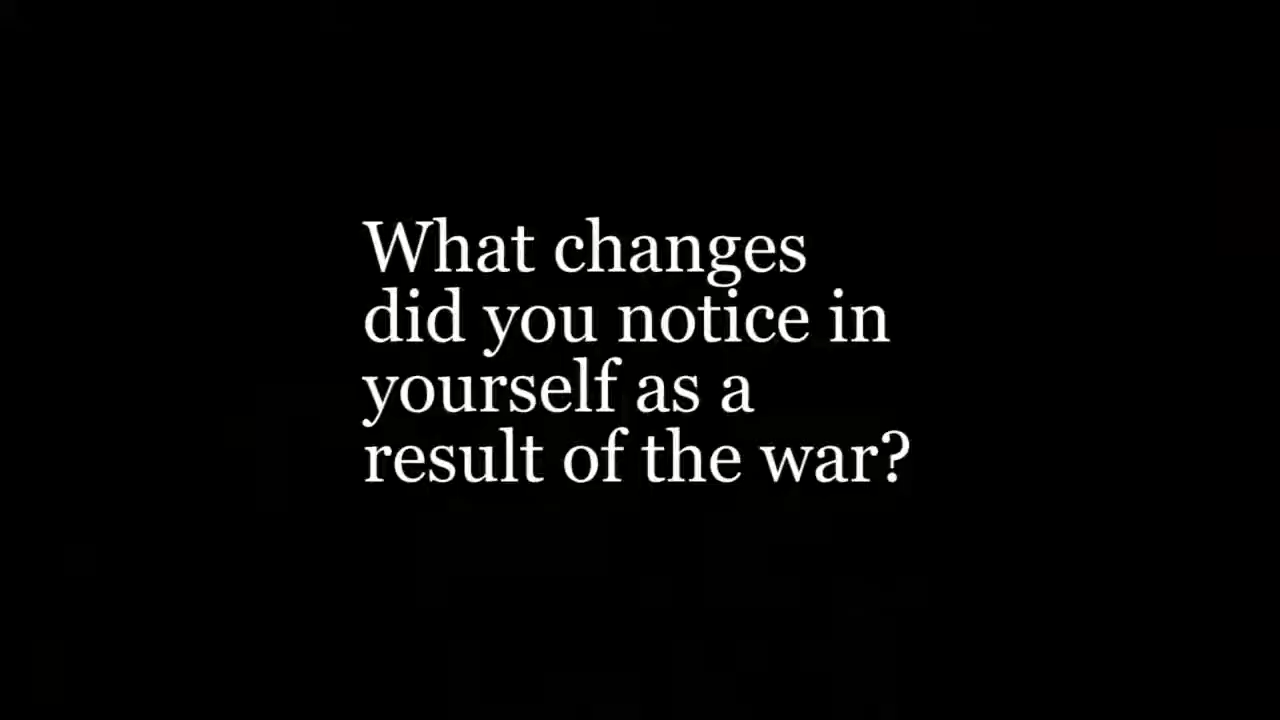 What changes
did you notice in
yourself as a
result of the war?